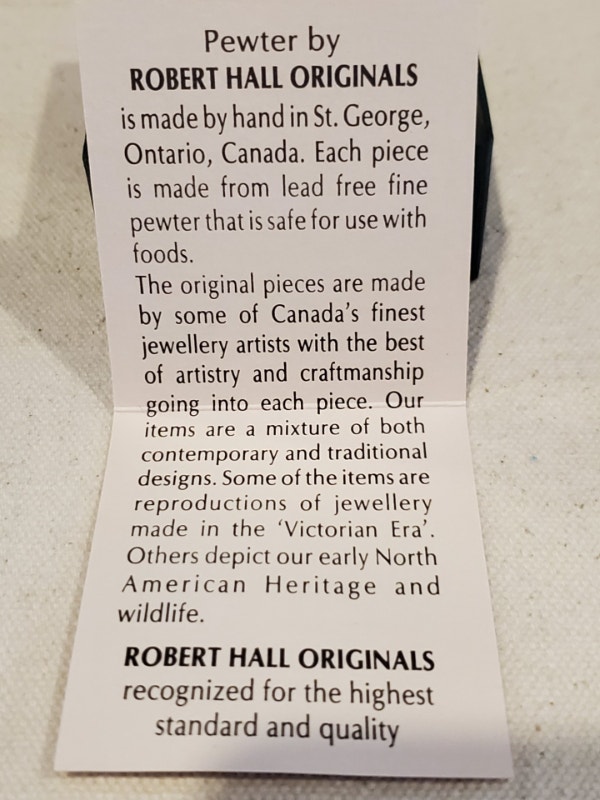 Pewter by
ROBERT HALL ORIGINALS
is made by hand in St. George,
Ontario, Canada. Each piece
is made from lead free fine
pewter that is safe for use with
foods.
The original pieces are made
by some of Canada's finest
jewellery artists with the best
of artistry and craftmanship
going into each piece. Our
items are a mixture of both
contemporary and traditional
designs. Some of the items are
reproductions of jewellery
made in the 'Victorian Era'.
Others depict our early North
American Heritage and
wildlife.
ROBERT HALL ORIGINALS
recognized for the highest
standard and quality